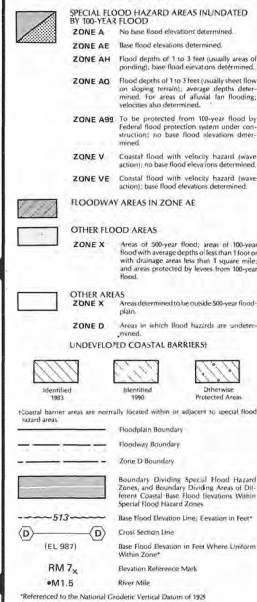 SPECIAL FLOOD HAZARD AREAS INUNDATED
BY 100-YEAR FLOOD
ZONE A No base flood elevations determined.
ZONE AE Base flood elevations determined.
ZONE AH Flood depths of 1 to 3 feet (usually areas of
ponding); base flood elevations determined.
ZONE AO Flood depths of 1 to 3 feet (usually sheet flow
on sloping terrain); average depths deter-
mined. For areas of alluvial fan flooding;
velocities also determined.
ZONE A99 To be protected from 100-year flood by
Federal flood protection system under con-
struction; no base flood elevations deter-
mined.
ZONE V Coastal flood with velocity hazard (wave
action); no base flood elevations determined.
ZONE VE Coastal flood with velocity hazard (wave
action); base flood elevations determined.
FLOODWAY AREAS IN ZONE AE
OTHER FLOOD AREAS
ZONE X Areas of 500-year flood; areas of 100-year
flood with average depths of less than 1 foot or
with drainage areas less than 1 square mile;
and areas protected by levees from 100-year
flood.
OTHER AREAS
ZONE X Areas determined to be outside 500-year flood-
plain.
ZONE D Areas in which flood hazards are undeter-
mined.
UNDEVELOPED COASTAL BARRIERS†
Identified
1983
Identified
1990
Otherwise
Protected Areas
†Coastal barrier areas are normally located within or adjacent to special flood
hazard areas.
Floodplain Boundary
Floodway Boundary
Zone D Boundary
Boundary Dividing Special Flood Hazard
Zones, and Boundary Dividing Areas of Dif-
ferent Coastal Base Flood Elevations Within
Special Flood Hazard Zones
513 Base Flood Elevation Line; Elevation in Feet*
D D Cross Section Line
(EL 987) Base Flood Elevation in Feet Where Uniform
Within Zone*
RM 7x Elevation Reference Mark
•M1.5 River Mile
*Referenced to the National Geodetic Vertical Datum of 1929